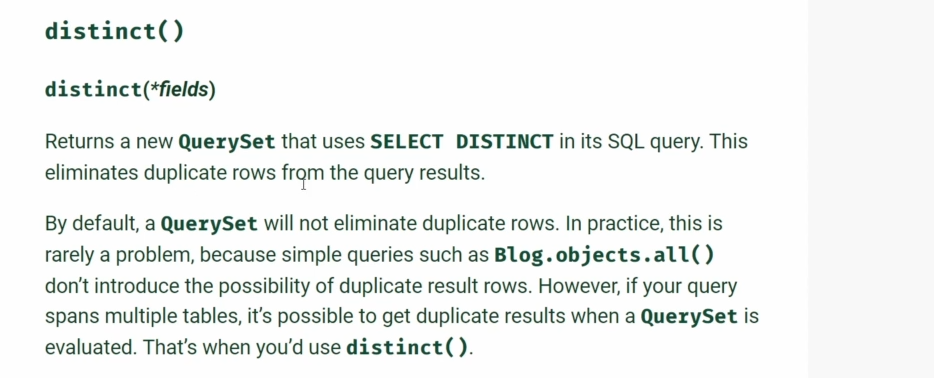 distinct()
distinct(*fields)
Returns a new QuerySet that uses SELECT DISTINCT in its SQL query. This
eliminates duplicate rows from the query results.
By default, a QuerySet will not eliminate duplicate rows. In practice, this is
rarely a problem, because simple queries such as Blog.objects.all()
don’t introduce the possibility of duplicate result rows. However, if your query
spans multiple tables, it’s possible to get duplicate results when a QuerySet is
evaluated. That’s when you’d use distinct().